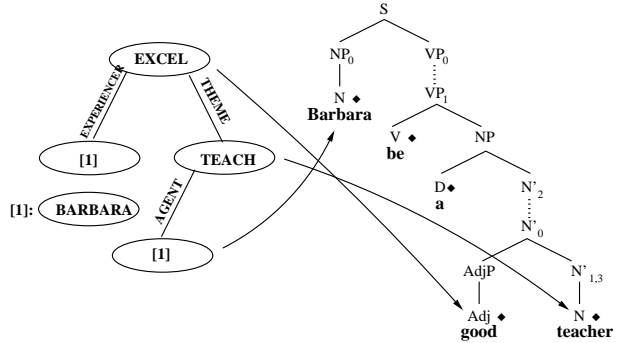 EXCEL
EXPERIENCER
THEME
[1]
TEACH
[1]:
BARBARA
AGENT
[1]
S
NP0
VP0
N ◆
Barbara
VP1
V ◆
be
NP
D◆
a
N'2
N'0
AdjP
N'1,3
Adj ◆
good
N ◆
teacher